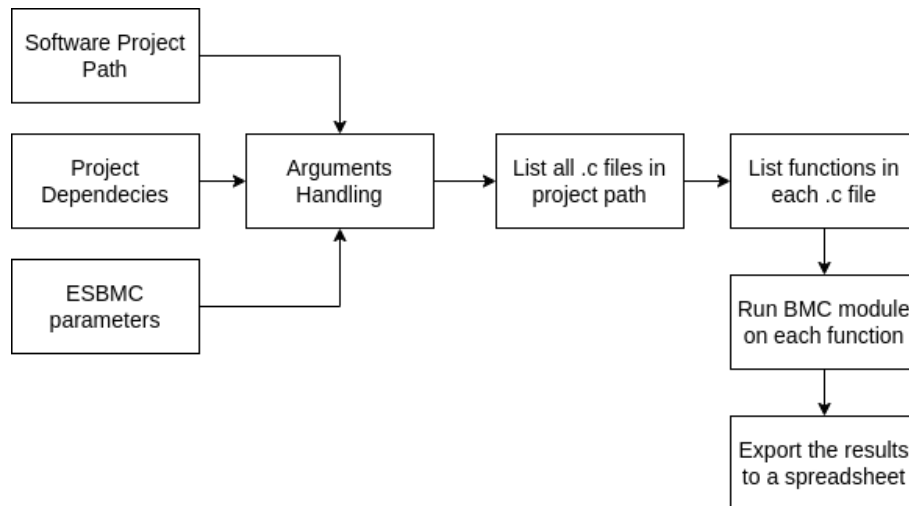 Software Project
Path
Project
Dependecies
ESBMC
parameters
Arguments
Handling
List all .c files in
project path
List functions in
each .c file
Run BMC module
on each function
Export the results
to a spreadsheet